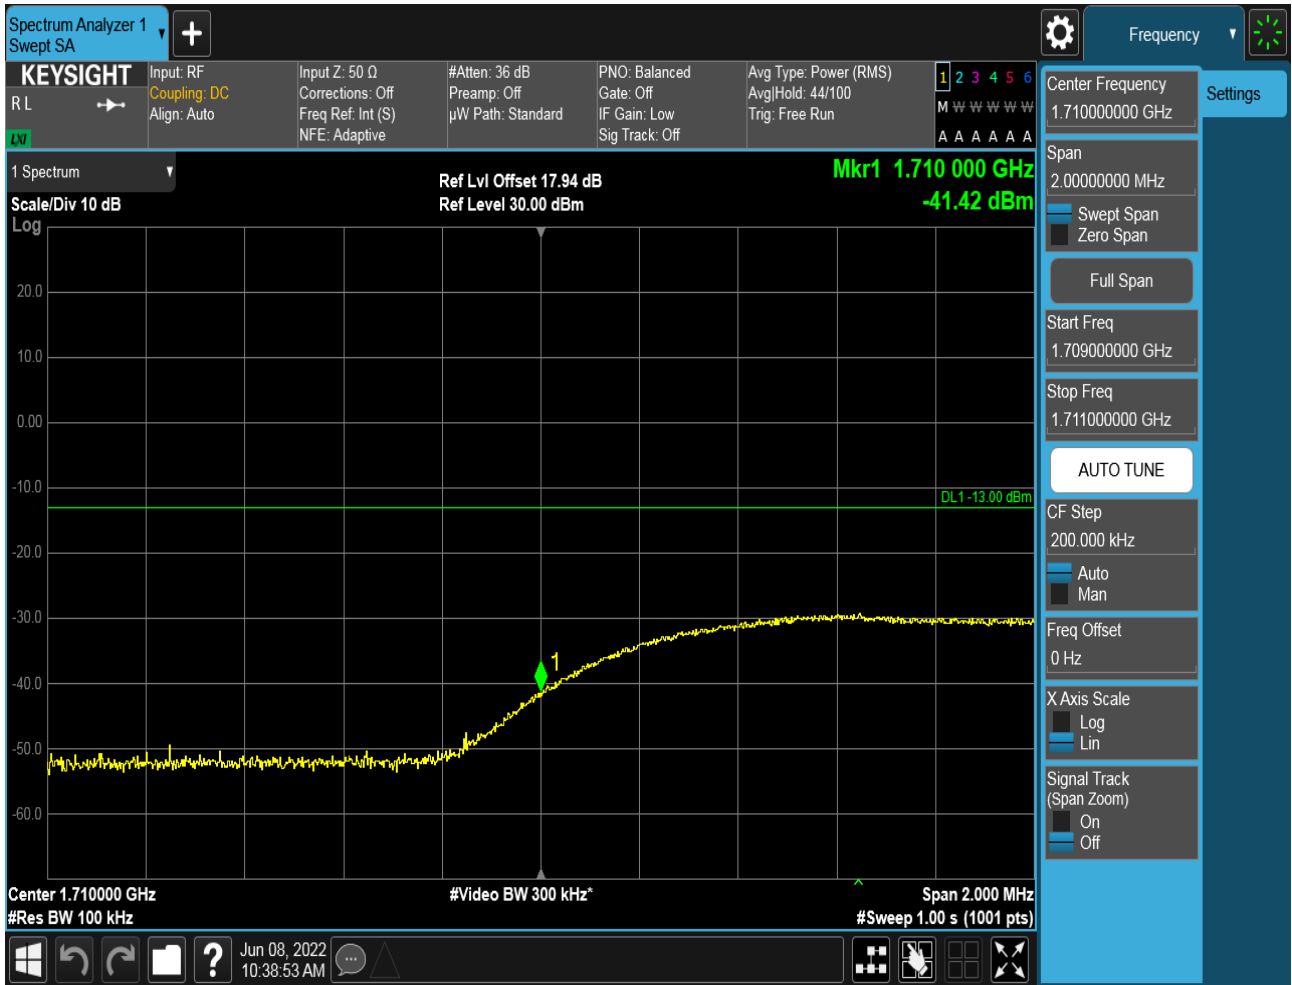 Spectrum Analyzer 1
Swept SA
Frequency
KEYSIGHT
R L
LXI
Input: RF
Coupling: DC
Align: Auto
Input Z: 50 Ω
Corrections: Off
Freq Ref: Int (S)
NFE: Adaptive
#Atten: 36 dB
Preamp: Off
µW Path: Standard
PNO: Balanced
Gate: Off
IF Gain: Low
Sig Track: Off
Avg Type: Power (RMS)
Avg|Hold: 44/100
Trig: Free Run
1 2 3 4 5 6
M W W W W W
A A A A A A
1 Spectrum
Scale/Div 10 dB
Log
Ref Lvl Offset 17.94 dB
Ref Level 30.00 dBm
Mkr1 1.710 000 GHz
-41.42 dBm
20.0
10.0
0.00
-10.0
DL1 -13.00 dBm
-20.0
-30.0
1
-40.0
-50.0
-60.0
Center 1.710000 GHz
#Video BW 300 kHz*
Span 2.000 MHz
#Res BW 100 kHz
#Sweep 1.00 s (1001 pts)
?
Jun 08, 2022
10:38:53 AM
Center Frequency
1.710000000 GHz
Settings
Span
2.00000000 MHz
Swept Span
Zero Span
Full Span
Start Freq
1.709000000 GHz
Stop Freq
1.711000000 GHz
AUTO TUNE
CF Step
200.000 kHz
Auto
Man
Freq Offset
0 Hz
X Axis Scale
Log
Lin
Signal Track
(Span Zoom)
On
Off